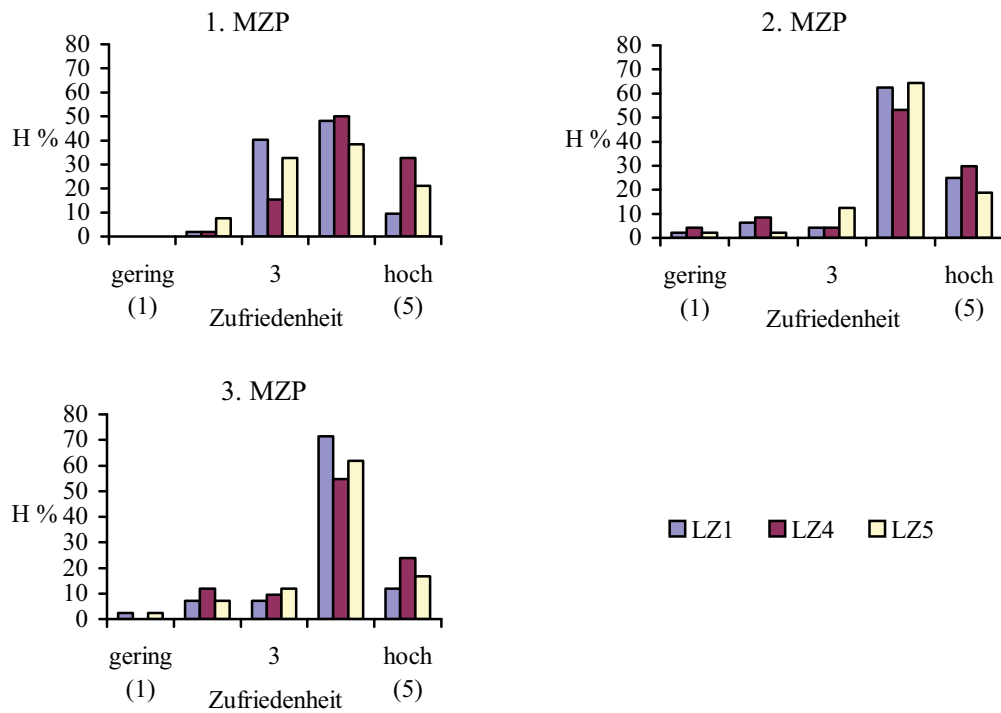 1. MZP
80
70
60
50
H %
40
30
20
10
0
gering 3 hoch
(1) (5)
Zufriedenheit
2. MZP
80
70
60
50
H %
40
30
20
10
0
gering 3 hoch
(1) (5)
Zufriedenheit
3. MZP
80
70
60
50
40
H %
30
20
10
0
gering 3 hoch
(1) (5)
Zufriedenheit
LZ1 LZ4 LZ5